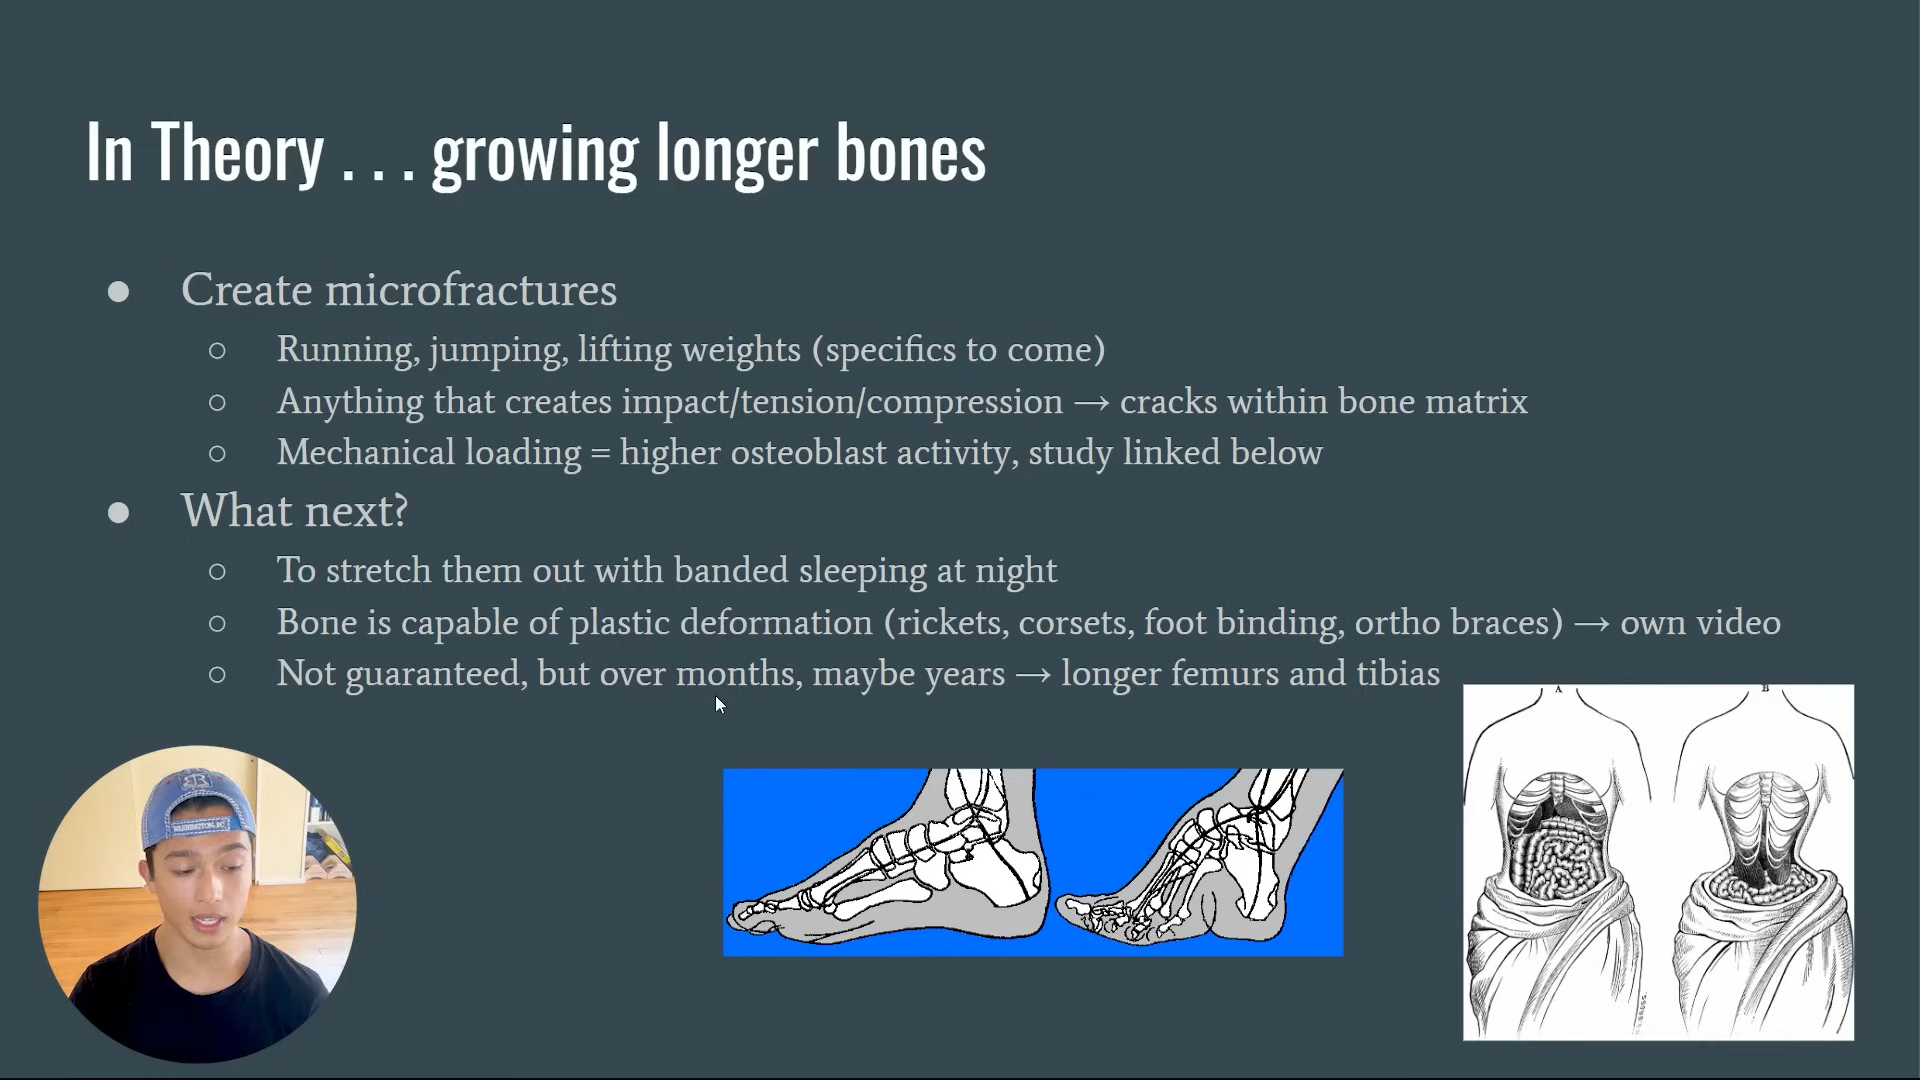 In Theory . . . growing longer bones
● Create microfractures
○ Running, jumping, lifting weights (specifics to come)
○ Anything that creates impact/tension/compression → cracks within bone matrix
○ Mechanical loading = higher osteoblast activity, study linked below
● What next?
○ To stretch them out with banded sleeping at night
○ Bone is capable of plastic deformation (rickets, corsets, foot binding, ortho braces) → own video
○ Not guaranteed, but over months, maybe years → longer femurs and tibias
A
B
WASHINGTON, DC